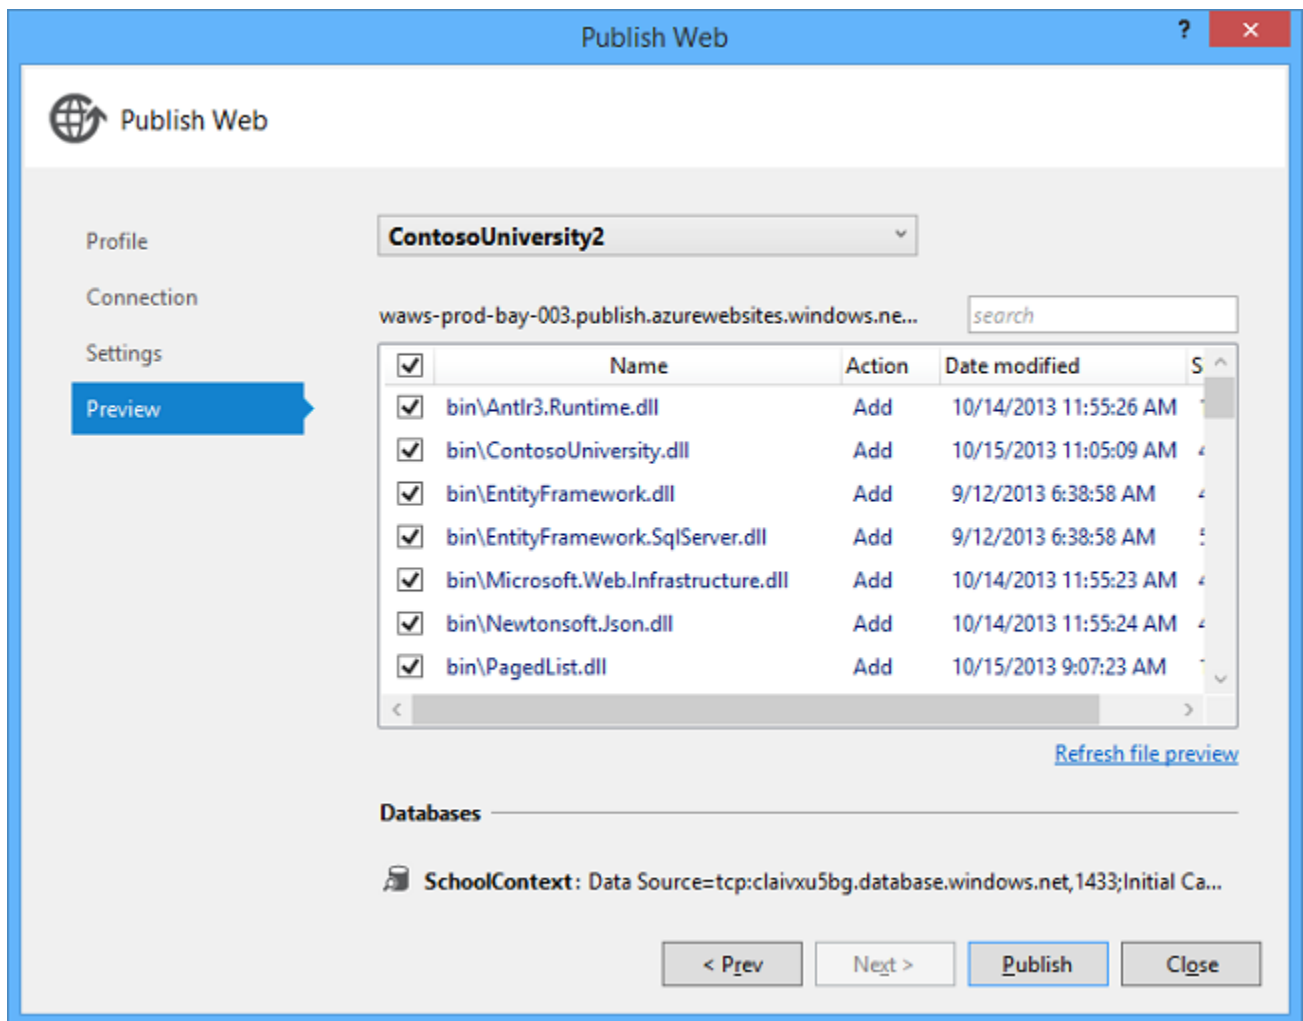 Publish Web
?
Publish Web
Profile
Connection
Settings
Preview
ContosoUniversity2
waws-prod-bay-003.publish.azurewebsites.windows.ne...
search
Name Action Date modified S
bin\Antlr3.Runtime.dll Add 10/14/2013 11:55:26 AM
bin\ContosoUniversity.dll Add 10/15/2013 11:05:09 AM
bin\EntityFramework.dll Add 9/12/2013 6:38:58 AM
bin\EntityFramework.SqlServer.dll Add 9/12/2013 6:38:58 AM
bin\Microsoft.Web.Infrastructure.dll Add 10/14/2013 11:55:23 AM
bin\Newtonsoft.Json.dll Add 10/14/2013 11:55:24 AM
bin\PagedList.dll Add 10/15/2013 9:07:23 AM
Refresh file preview
Databases
SchoolContext: Data Source=tcp:claivxu5bg.database.windows.net,1433;Initial Ca...
< Prev Next > Publish Close